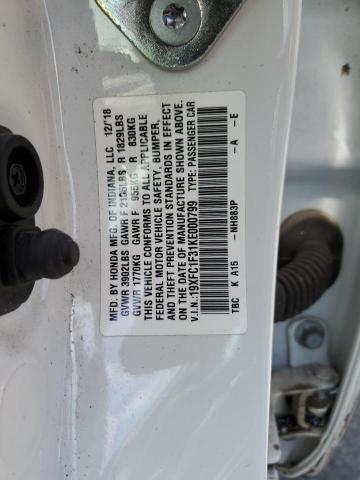 MFD. BY HONDA MFG. OF INDIANA, LLC 12/'18
GVWR 3902LBS GAWR F 2105LBS R 1829LBS
GVWR 1770KG GAWR F 955KG R 830KG
THIS VEHICLE CONFORMS TO ALL APPLICABLE
FEDERAL MOTOR VEHICLE SAFETY, BUMPER,
AND THEFT PREVENTION STANDARDS IN EFFECT
ON THE DATE OF MANUFACTURE SHOWN ABOVE.
V.I.N.:19XFC1F31KE000799 TYPE: PASSENGER CAR
-NH883P -A -E
TBC K A15